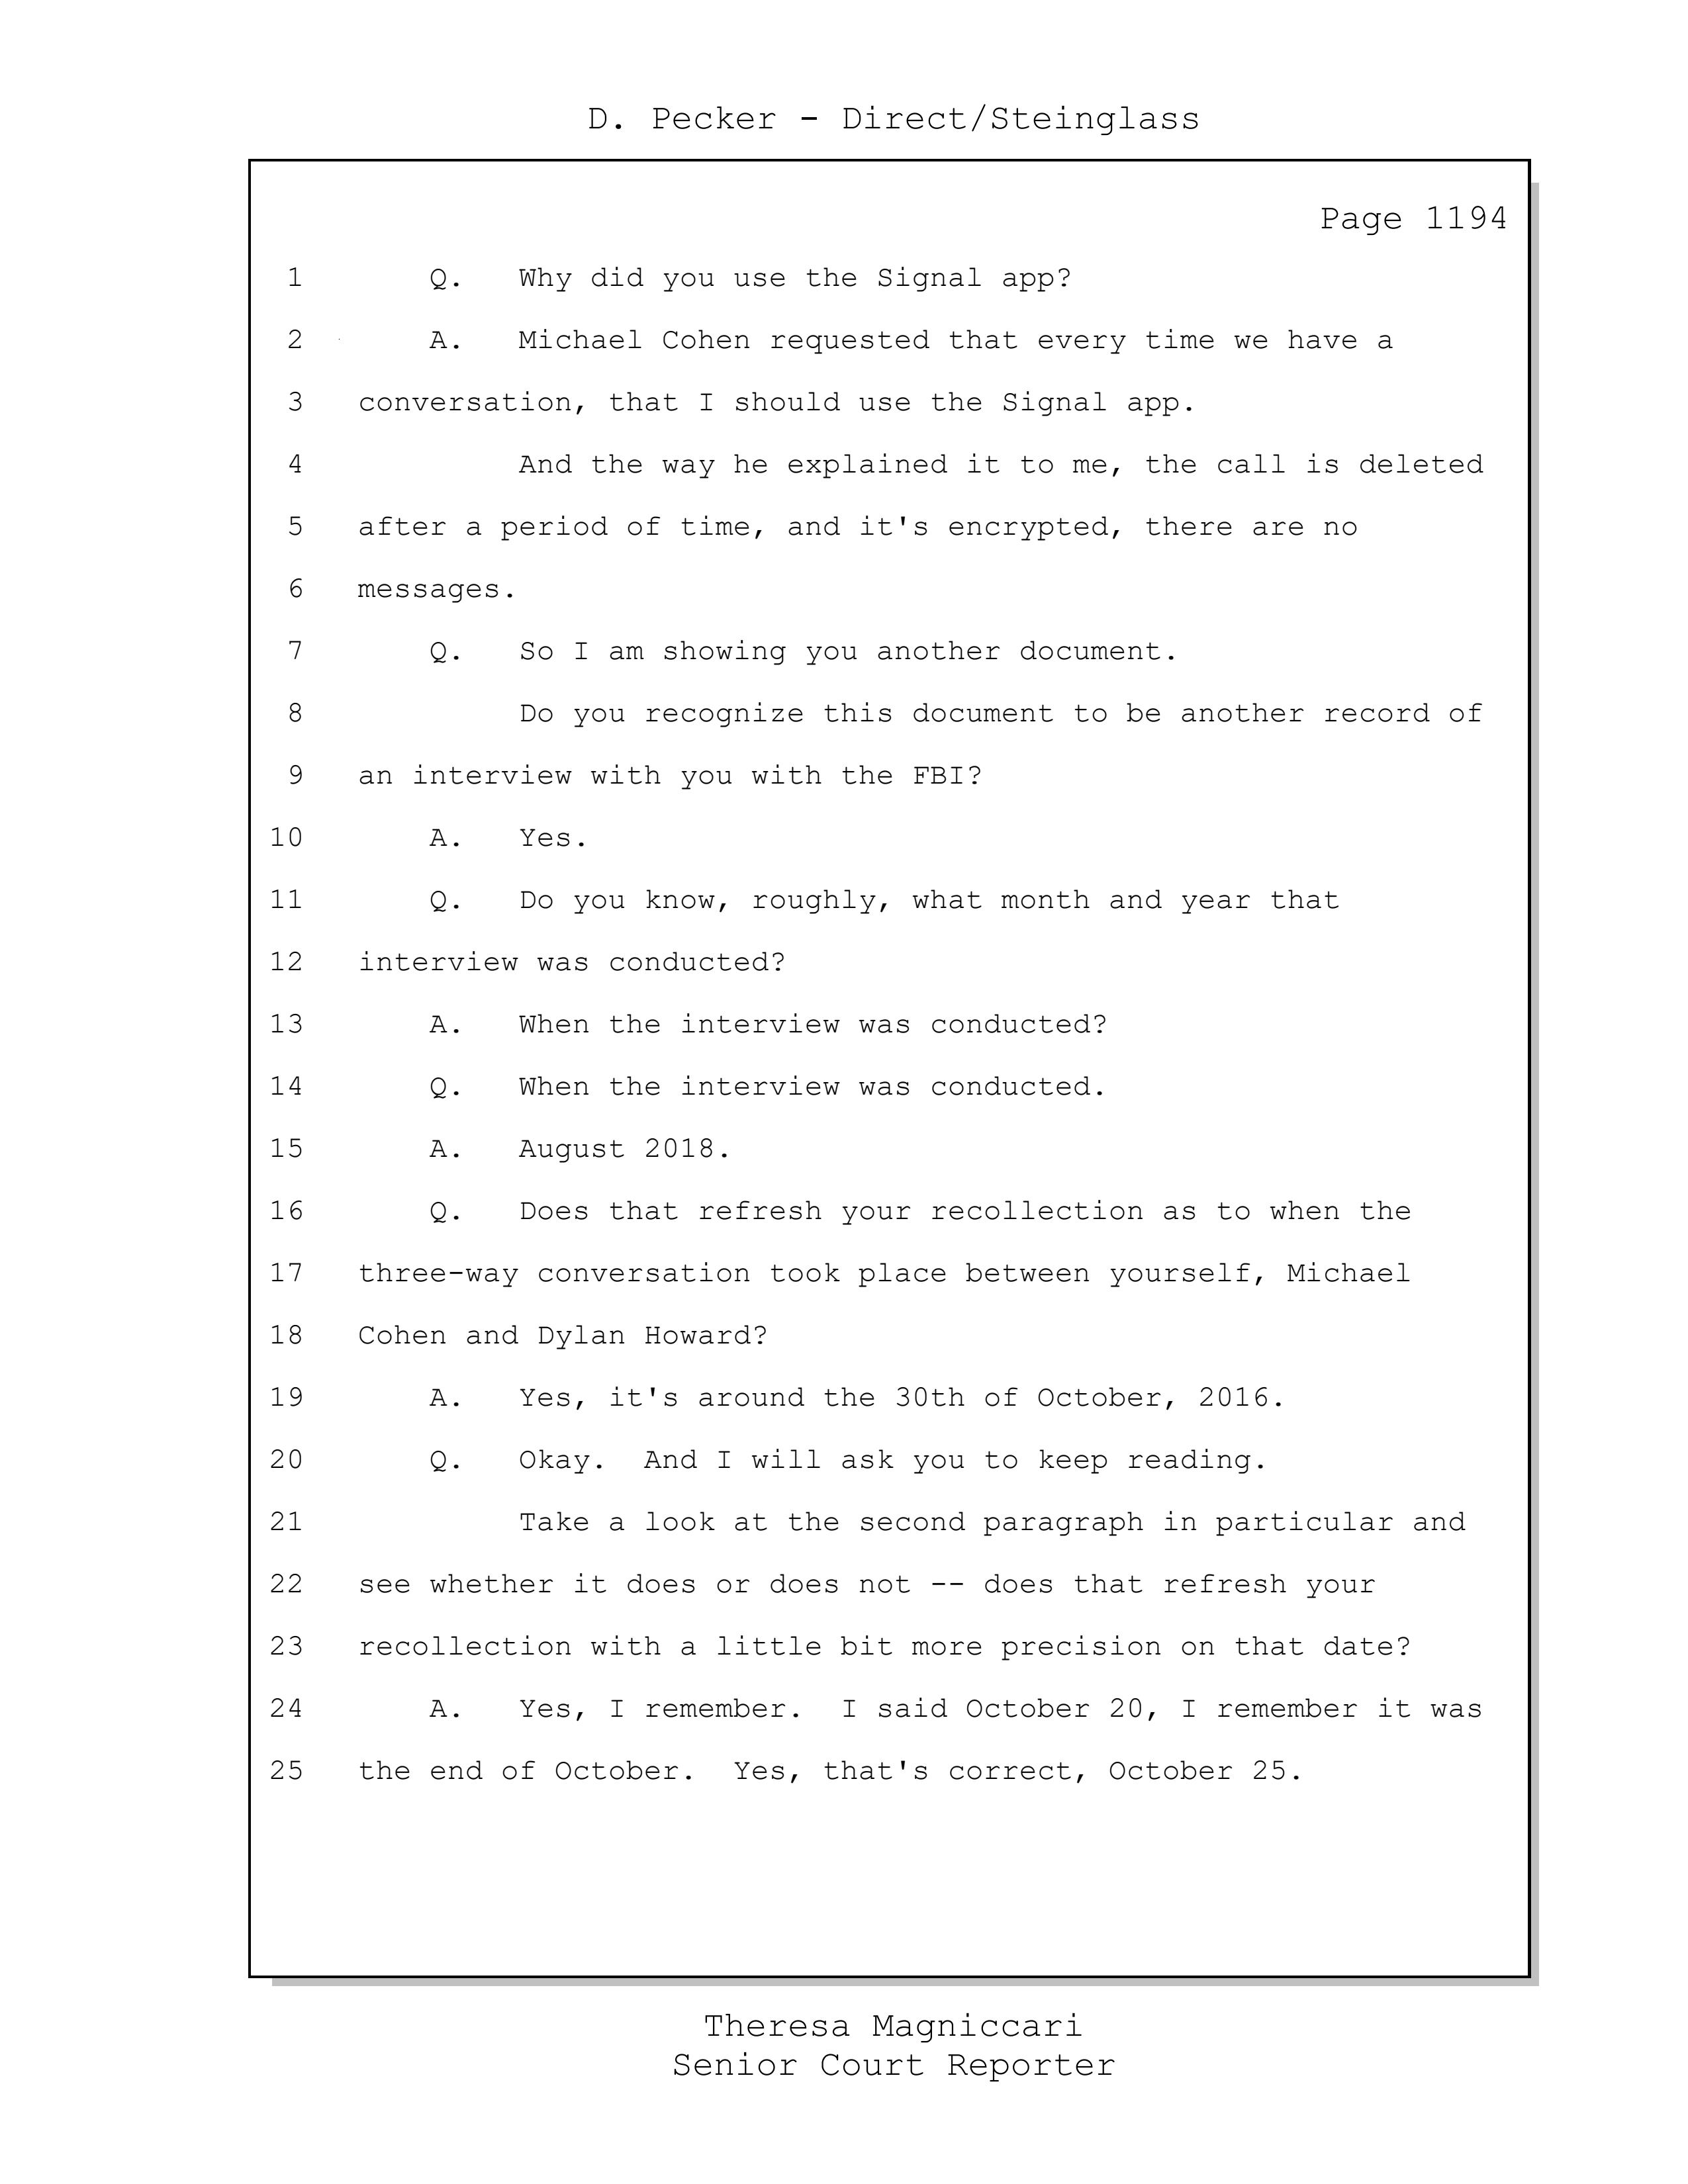 D. Pecker - Direct/Steinglass
Page 1194
1 Q. Why did you use the Signal app?
2 A. Michael Cohen requested that every time we have a
3 conversation, that I should use the Signal app.
4 And the way he explained it to me, the call is deleted
5 after a period of time, and it's encrypted, there are no
6 messages.
7 Q. So I am showing you another document.
8 Do you recognize this document to be another record of
9 an interview with you with the FBI?
10 A. Yes.
11 Q. Do you know, roughly, what month and year that
12 interview was conducted?
13 A. When the interview was conducted?
14 Q. When the interview was conducted.
15 A. August 2018.
16 Q. Does that refresh your recollection as to when the
17 three-way conversation took place between yourself, Michael
18 Cohen and Dylan Howard?
19 A. Yes, it's around the 30th of October, 2016.
20 Q. Okay. And I will ask you to keep reading.
21 Take a look at the second paragraph in particular and
22 see whether it does or does not -- does that refresh your
23 recollection with a little bit more precision on that date?
24 A. Yes, I remember. I said October 20, I remember it was
25 the end of October. Yes, that's correct, October 25.
Theresa Magniccari
Senior Court Reporter